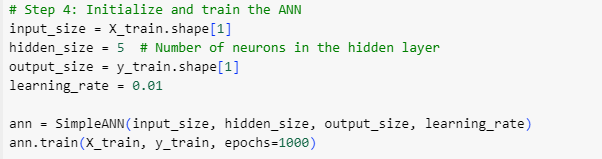 # Step 4: Initialize and train the ANN
input_size = X_train.shape[1]
hidden_size = 5  # Number of neurons in the hidden layer
output_size = y_train.shape[1]
learning_rate = 0.01

ann = SimpleANN(input_size, hidden_size, output_size, learning_rate)
ann.train(X_train, y_train, epochs=1000)